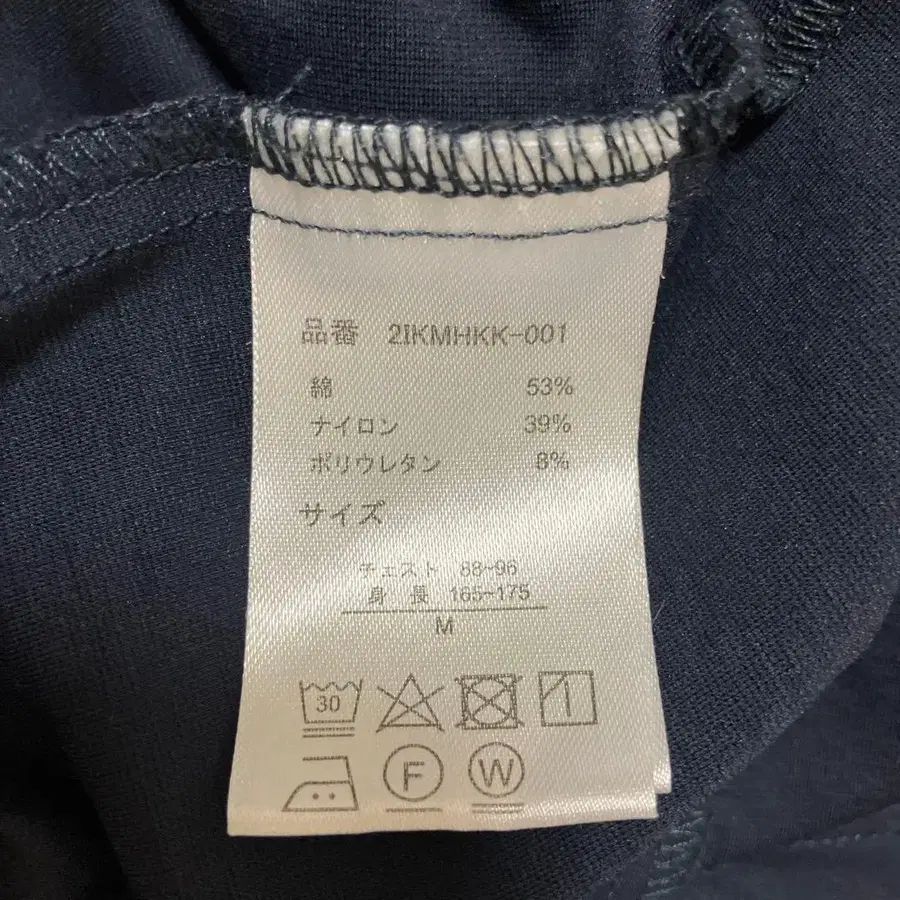 品番 2IKMHKK-001
綿 53%
ナイロン 39%
ポリウレタン 8%
サイズ
チェスト 88~96
身長 165~175
M
30
F W